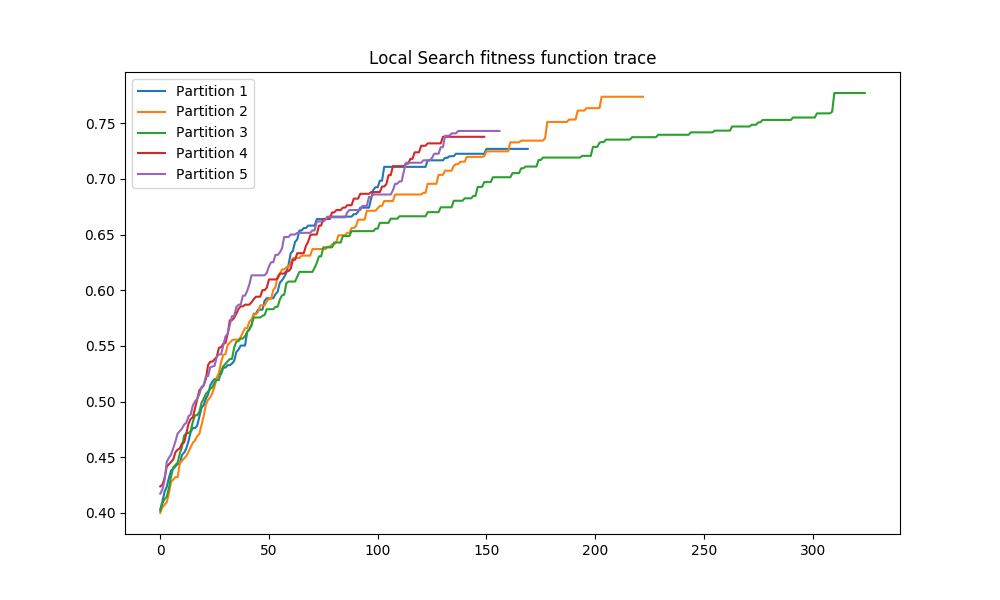 Local Search fitness function trace
Partition 1
Partition 2
Partition 3
Partition 4
Partition 5
0.75
0.70
0.65
0.60
0.55
0.50
0.45
0.40
0 50 100 150 200 250 300